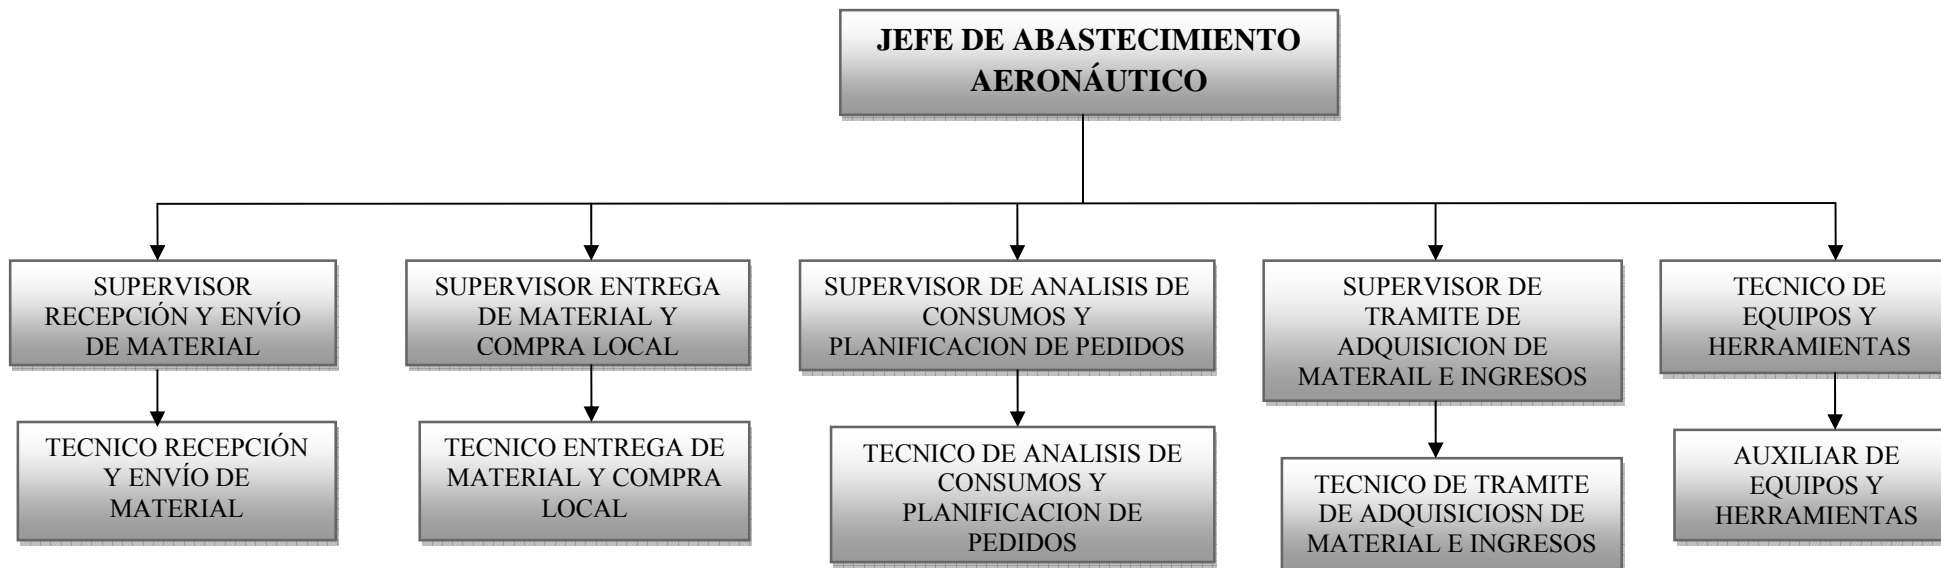 JEFE DE ABASTECIMIENTO
AERONÁUTICO
SUPERVISOR
RECEPCIÓN Y ENVÍO
DE MATERIAL
SUPERVISOR ENTREGA
DE MATERIAL Y
COMPRA LOCAL
SUPERVISOR DE ANALISIS DE
CONSUMOS Y
PLANIFICACION DE PEDIDOS
SUPERVISOR DE
TRAMITE DE
ADQUISICION DE
MATERAIL E INGRESOS
TECNICO DE
EQUIPOS Y
HERRAMIENTAS
TECNICO RECEPCIÓN
Y ENVÍO DE
MATERIAL
TECNICO ENTREGA DE
MATERIAL Y COMPRA
LOCAL
TECNICO DE ANALISIS DE
CONSUMOS Y
PLANIFICACION DE
PEDIDOS
TECNICO DE TRAMITE
DE ADQUISICIOSN DE
MATERIAL E INGRESOS
AUXILIAR DE
EQUIPOS Y
HERRAMIENTAS